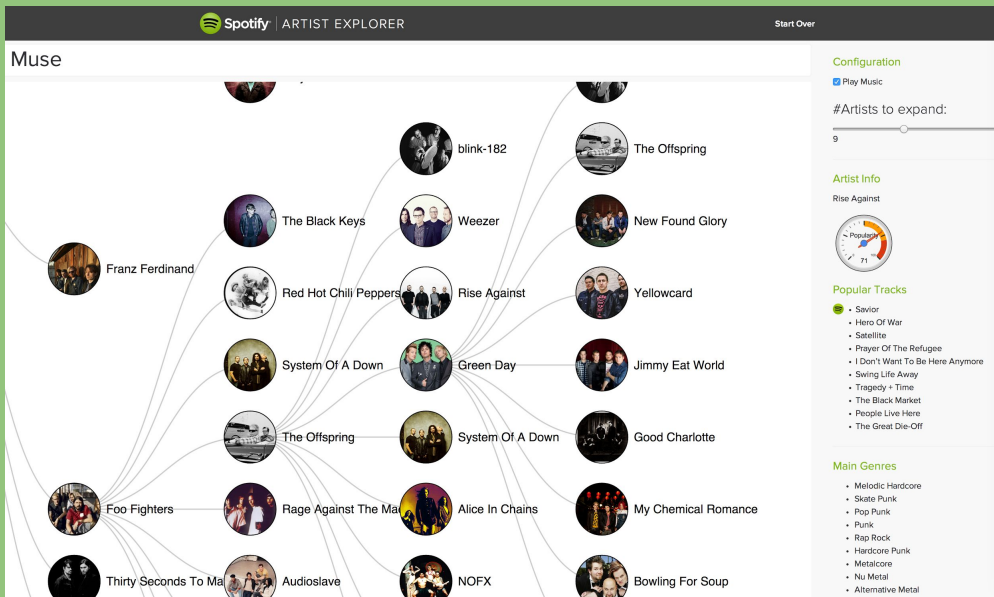 Spotify | ARTIST EXPLORER
Start Over
Muse
Franz Ferdinand
Foo Fighters
Thirty Seconds To Ma
The Black Keys
Red Hot Chili Peppers
System Of A Down
The Offspring
Rage Against The Ma
Audioslave
blink-182
Weezer
Rise Against
Green Day
System Of A Down
Alice In Chains
NOFX
The Offspring
New Found Glory
Yellowcard
Jimmy Eat World
Good Charlotte
My Chemical Romance
Bowling For Soup
Configuration
Play Music
#Artists to expand:
9
Artist Info
Rise Against
Popularity
71
Popular Tracks
• Savior
• Hero Of War
• Satellite
• Prayer Of The Refugee
• I Don't Want To Be Here Anymore
• Swing Life Away
• Tragedy + Time
• The Black Market
• People Live Here
• The Great Die-Off
Main Genres
• Melodic Hardcore
• Skate Punk
• Pop Punk
• Punk
• Rap Rock
• Hardcore Punk
• Metalcore
• Nu Metal
• Alternative Metal